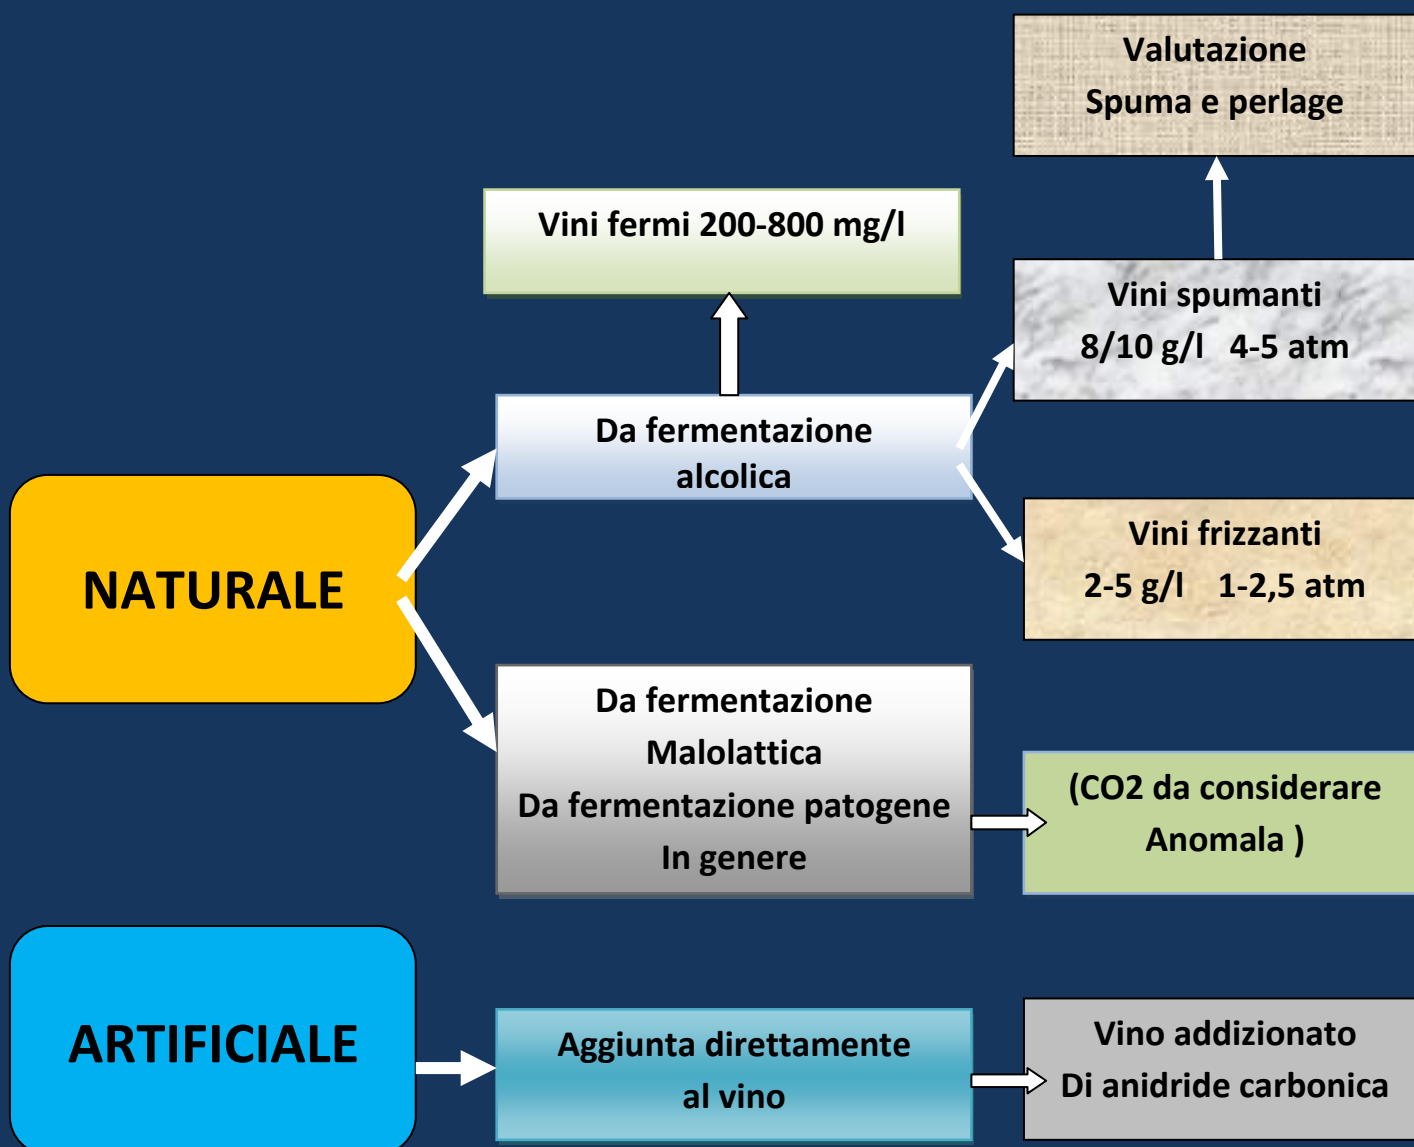 Valutazione
Spuma e perlage
Vini fermi 200-800 mg/l
Vini spumanti
8/10 g/l 4-5 atm
Da fermentazione
alcolica
Vini frizzanti
2-5 g/l 1-2,5 atm
NATURALE
Da fermentazione
Malolattica
Da fermentazione patogene
In genere
(CO2 da considerare
Anomala )
ARTIFICIALE
Aggiunta direttamente
al vino
Vino addizionato
Di anidride carbonica